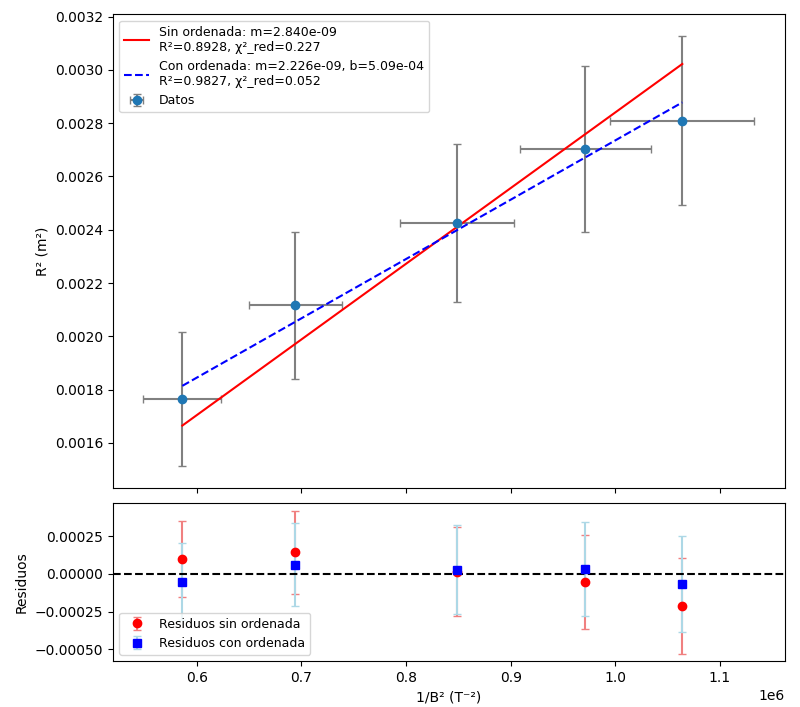 Sin ordenada: m=2.840e-09
R²=0.8928, χ²_red=0.227
Con ordenada: m=2.226e-09, b=5.09e-04
R²=0.9827, χ²_red=0.052
Datos
0.0032
0.0030
0.0028
0.0026
0.0024
0.0022
0.0020
0.0018
0.0016
R² (m²)
0.00025
0.00000
−0.00025
−0.00050
Residuos
Residuos sin ordenada
Residuos con ordenada
0.6 0.7 0.8 0.9 1.0 1.1
1e6
1/B² (T⁻²)